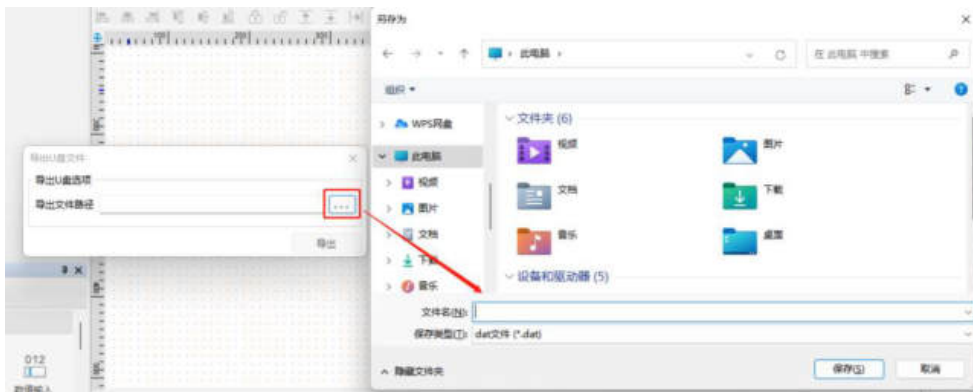 另存为
此电脑
在 此电脑 中搜索
组织
WPS网盘
此电脑
视频
图片
文档
下载
音乐
文件夹 (6)
视频
图片
文档
下载
音乐
桌面
设备和驱动器 (5)
文件名(N):
保存类型(T): dat文件 (*.dat)
隐藏文件夹
保存(S)
取消
导出U盘文件
导出U盘选项
导出文件路径
...
导出
012